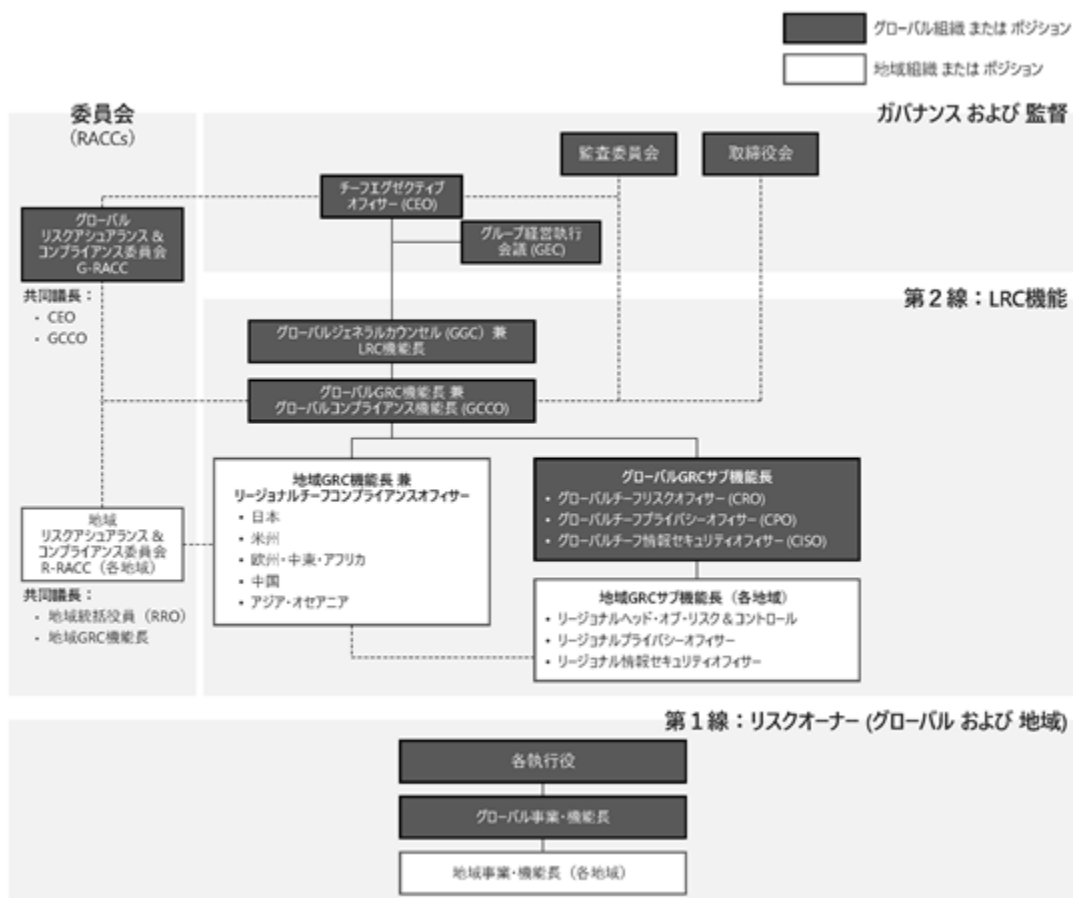 グローバル組織 または ポジション
地域組織 または ポジション
委員会
(RACCs)
ガバナンス および 監督
監査委員会
取締役会
チーフエグゼクティブ
オフィサー (CEO)
グループ経営執行
会議 (GEC)
グローバル
リスクアシュアランス &
コンプライアンス委員会
G-RACC
共同議長：
・ CEO
・ GCCO
第２線：LRC機能
グローバルジェネラルカウンセル (GGC) 兼
LRC機能長
グローバルGRC機能長 兼
グローバルコンプライアンス機能長 (GCCO)
地域GRC機能長 兼
リージョナルチーフコンプライアンスオフィサー
• 日本
• 米州
• 欧州・中東・アフリカ
• 中国
• アジア・オセアニア
グローバルGRCサブ機能長
• グローバルチーフリスクオフィサー (CRO)
• グローバルチーフプライバシーオフィサー (CPO)
• グローバルチーフ情報セキュリティオフィサー (CISO)
地域
リスクアシュアランス &
コンプライアンス委員会
R-RACC（各地域）
共同議長：
・ 地域統括役員（RRO）
・ 地域GRC機能長
地域GRCサブ機能長（各地域）
• リージョナルヘッド・オブ・リスク & コントロール
• リージョナルプライバシーオフィサー
• リージョナル情報セキュリティオフィサー
第１線：リスクオーナー (グローバル および 地域)
各執行役
グローバル事業・機能長
地域事業・機能長（各地域）